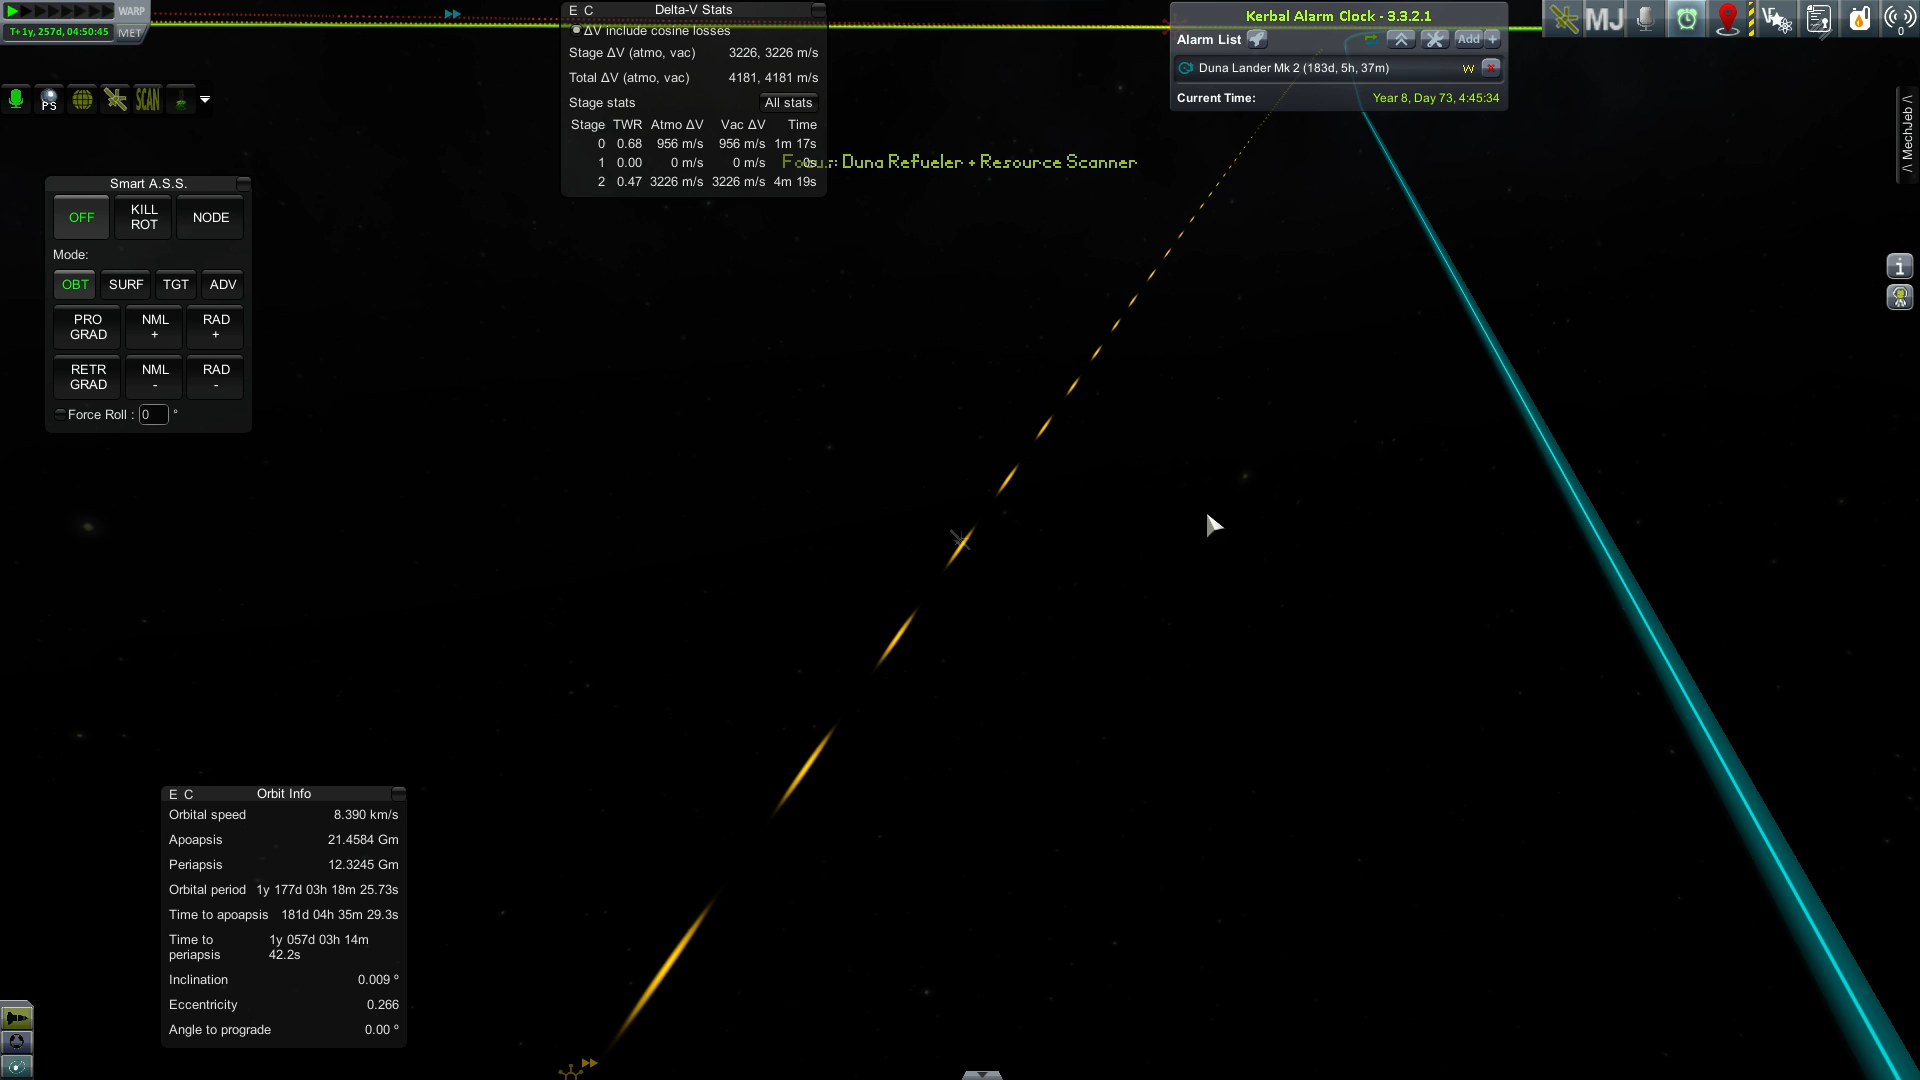 WARP
T+ 1y, 257d, 04:50:45
MET
PS
SCAN
E C Delta-V Stats
ΔV include cosine losses
Stage ΔV (atmo, vac) 3226, 3226 m/s
Total ΔV (atmo, vac) 4181, 4181 m/s
Stage stats All stats
Stage TWR Atmo ΔV Vac ΔV Time
0 0.68 956 m/s 956 m/s 1m 17s
1 0.00 0 m/s 0 m/s 0s
2 0.47 3226 m/s 3226 m/s 4m 19s
Focus: Duna Refueler + Resource Scanner
Kerbal Alarm Clock - 3.3.2.1
Alarm List Add +
Duna Lander Mk 2 (183d, 5h, 37m) W
Current Time: Year 8, Day 73, 4:45:34
MJ
0
/\ MechJeb /\
Smart A.S.S.
OFF
KILL ROT
NODE
Mode:
OBT SURF TGT ADV
PRO GRAD
NML +
RAD +
RETR GRAD
NML -
RAD -
Force Roll : 0 °
E C Orbit Info
Orbital speed 8.390 km/s
Apoapsis 21.4584 Gm
Periapsis 12.3245 Gm
Orbital period 1y 177d 03h 18m 25.73s
Time to apoapsis 181d 04h 35m 29.3s
Time to periapsis 1y 057d 03h 14m 42.2s
Inclination 0.009 º
Eccentricity 0.266
Angle to prograde 0.00 º